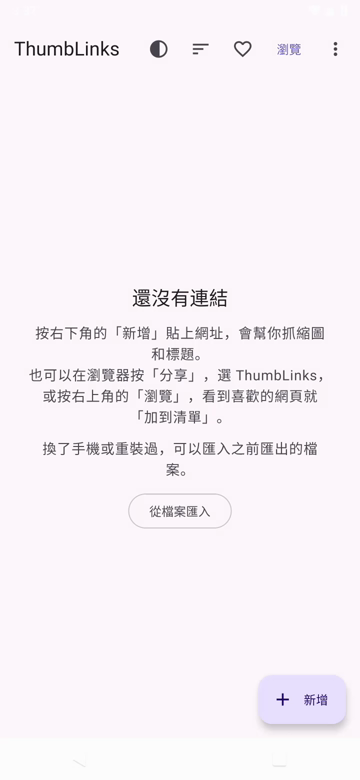 ThumbLinks
瀏覽
還沒有連結
按右下角的「新增」貼上網址，會幫你抓縮圖
和標題。
也可以在瀏覽器按「分享」，選 ThumbLinks，
或按右上角的「瀏覽」，看到喜歡的網頁就
「加到清單」。
換了手機或重裝過，可以匯入之前匯出的檔
案。
從檔案匯入
新增